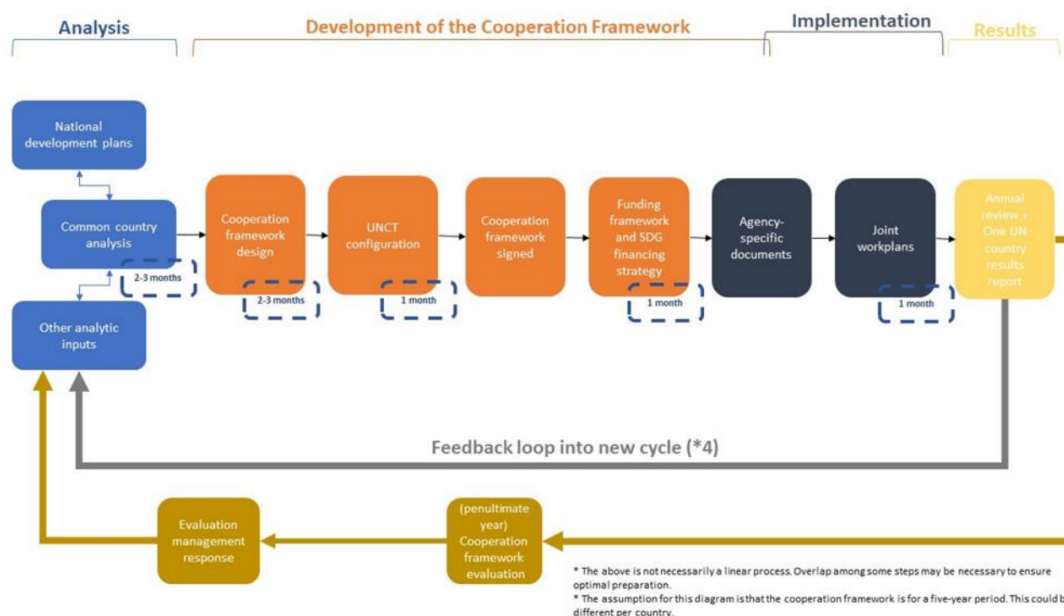 Analysis
Development of the Cooperation Framework
Implementation
Results
National
development plans
Common country
analysis
2-3 months
Other analytic
inputs
Cooperation
framework
design
2-3 months
UNCT
configuration
1 month
Cooperation
framework
signed
Funding
framework
and SDG
financing
strategy
1 month
Agency-
specific
documents
Joint
workplans
1 month
Annual
review +
One UN
country
results
report
Feedback loop into new cycle (*4)
Evaluation
management
response
(penultimate
year)
Cooperation
framework
evaluation
* The above is not necessarily a linear process. Overlap among some steps may be necessary to ensure
optimal preparation.
* The assumption for this diagram is that the cooperation framework is for a five-year period. This could b
different per country.